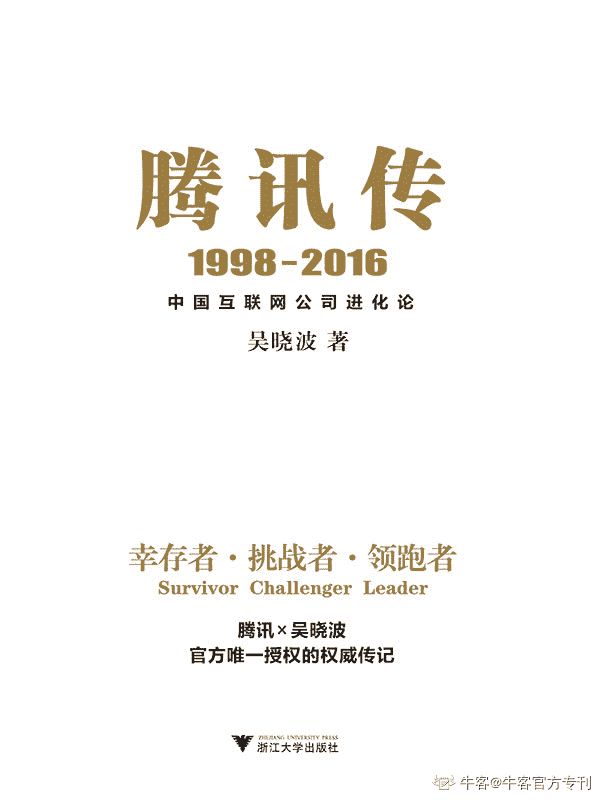 腾讯传
1998-2016
中国互联网公司进化论
吴晓波 著
幸存者·挑战者·领跑者
Survivor Challenger Leader
腾讯×吴晓波
官方唯一授权的权威传记
ZHEJIANG UNIVERSITY PRESS
浙江大学出版社
牛客@牛客官方专刊